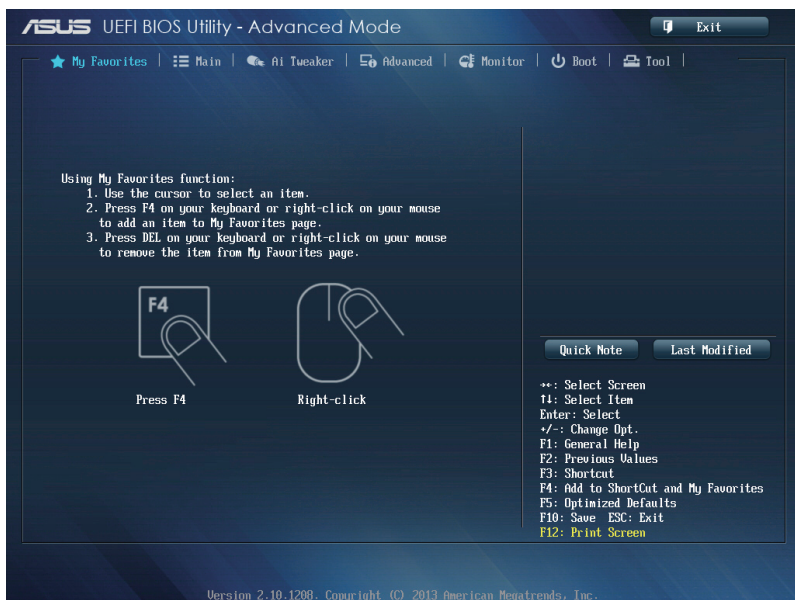 ASUS UEFI BIOS Utility - Advanced Mode
Exit
My Favorites | Main | Ai Tweaker | Advanced | Monitor | Boot | Tool |
Using My Favorites function:
1. Use the cursor to select an item.
2. Press F4 on your keyboard or right-click on your mouse
to add an item to My Favorites page.
3. Press DEL on your keyboard or right-click on your mouse
to remove the item from My Favorites page.
F4
Press F4
Right-click
Quick Note
Last Modified
→←: Select Screen
↑↓: Select Item
Enter: Select
+/-: Change Opt.
F1: General Help
F2: Previous Values
F3: Shortcut
F4: Add to ShortCut and My Favorites
F5: Optimized Defaults
F10: Save ESC: Exit
F12: Print Screen
Version 2.10.1208. Copyright (C) 2013 American Megatrends, Inc.